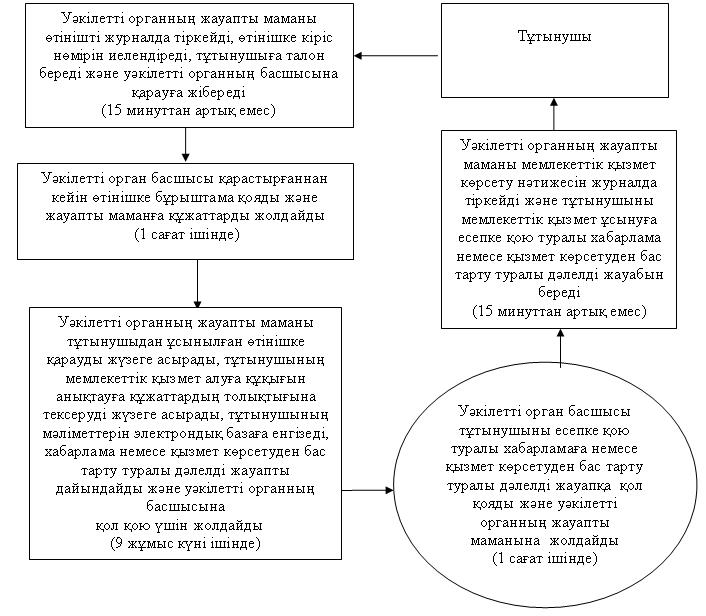 Тұтынушы
Уәкілетті органның жауапты маманы
өтінішті журналда тіркейді, өтінішке кіріс
нөмірін иелендіреді, тұтынушыға талон
береді және уәкілетті органның басшысына
қарауға жібереді
(15 минуттан артық емес)
Уәкілетті орган басшысы қарастырғаннан
кейін өтінішке бұрыштама қояды және
жауапты маманға құжаттарды жолдайды
(1 сағат ішінде)
Уәкілетті органның жауапты маманы
тұтынушыдан ұсынылған өтінішке
қарауды жүзеге асырады, тұтынушының
мемлекеттік қызмет алуға құқығын
анықтауға құжаттардың толықтығына
тексеруді жүзеге асырады, тұтынушының
мәліметтерін электрондық базаға енгізеді,
хабарлама немесе қызмет көрсетуден бас
тарту туралы дәлелді жауапты
дайындайды және уәкілетті органның
басшысына
қол қою үшін жолдайды
(9 жұмыс күні ішінде)
Уәкілетті орган басшысы
тұтынушыны есепке қою
туралы хабарламаға немесе
қызмет көрсетуден бас тарту
туралы дәлелді жауапқа қол
қояды және уәкілетті
органның жауапты
маманына жолдайды
(1 сағат ішінде)
Уәкілетті органның жауапты
маманы мемлекеттік қызмет
көрсету нәтижесін журналда
тіркейді және тұтынушыны
мемлекеттік қызмет ұсынуға
есепке қою туралы хабарлама
немесе қызмет көрсетуден бас
тарту туралы дәлелді жауабын
береді
(15 минуттан артық емес)